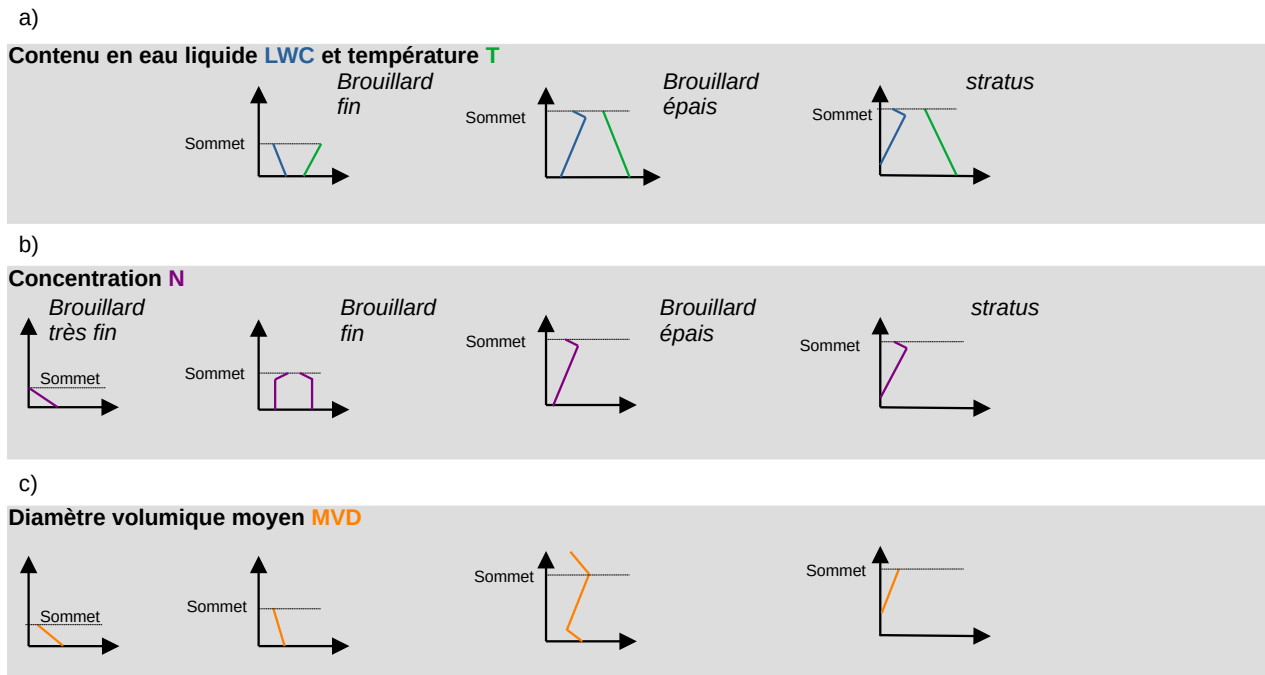 a)
Contenu en eau liquide LWC et température T
Brouillard
fin
Brouillard
épais
stratus
Sommet
Sommet
Sommet
b)
Concentration N
Brouillard
très fin
Brouillard
fin
Brouillard
épais
stratus
Sommet
Sommet
Sommet
Sommet
c)
Diamètre volumique moyen MVD
Sommet
Sommet
Sommet
Sommet